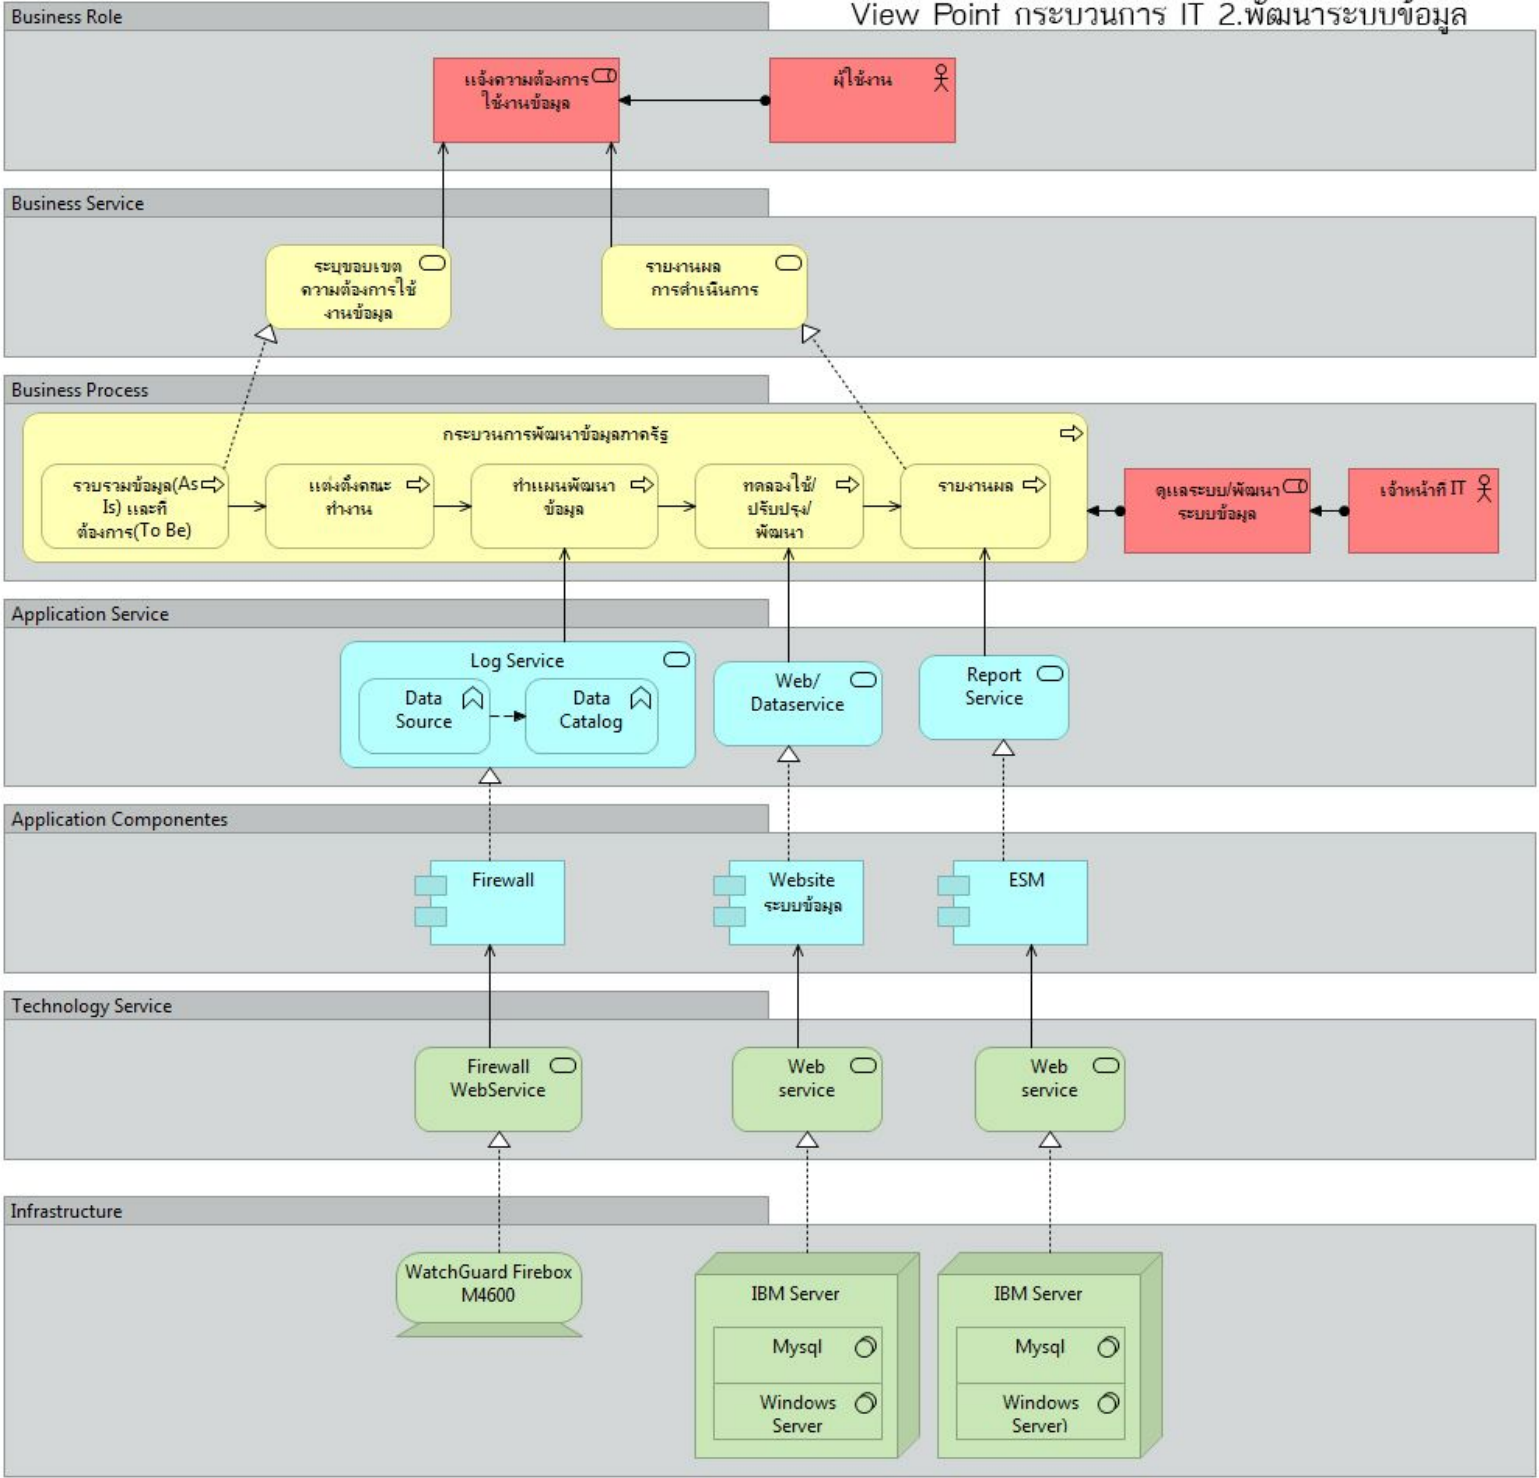 View Point กระบวนการ IT 2.พัฒนาระบบข้อมูล
Business Role
แจ้งความต้องการ
ใช้งานข้อมูล
ผู้ใช้งาน
Business Service
ระบุขอบเขต
ความต้องการใช้
งานข้อมูล
รายงานผล
การดำเนินการ
Business Process
กระบวนการพัฒนาข้อมูลภาครัฐ
รวบรวมข้อมูล(As
Is) และที่
ต้องการ(To Be)
แต่งตั้งคณะ
ทำงาน
ทำแผนพัฒนา
ข้อมูล
ทดลองใช้/
ปรับปรุง/
พัฒนา
รายงานผล
ดูแลระบบ/พัฒนา
ระบบข้อมูล
เจ้าหน้าที่ IT
Application Service
Log Service
Data
Source
Data
Catalog
Web/
Dataservice
Report
Service
Application Componentes
Firewall
Website
ระบบข้อมูล
ESM
Technology Service
Firewall
WebService
Web
service
Web
service
Infrastructure
WatchGuard Firebox
M4600
IBM Server
Mysql
Windows
Server
IBM Server
Mysql
Windows
Server)